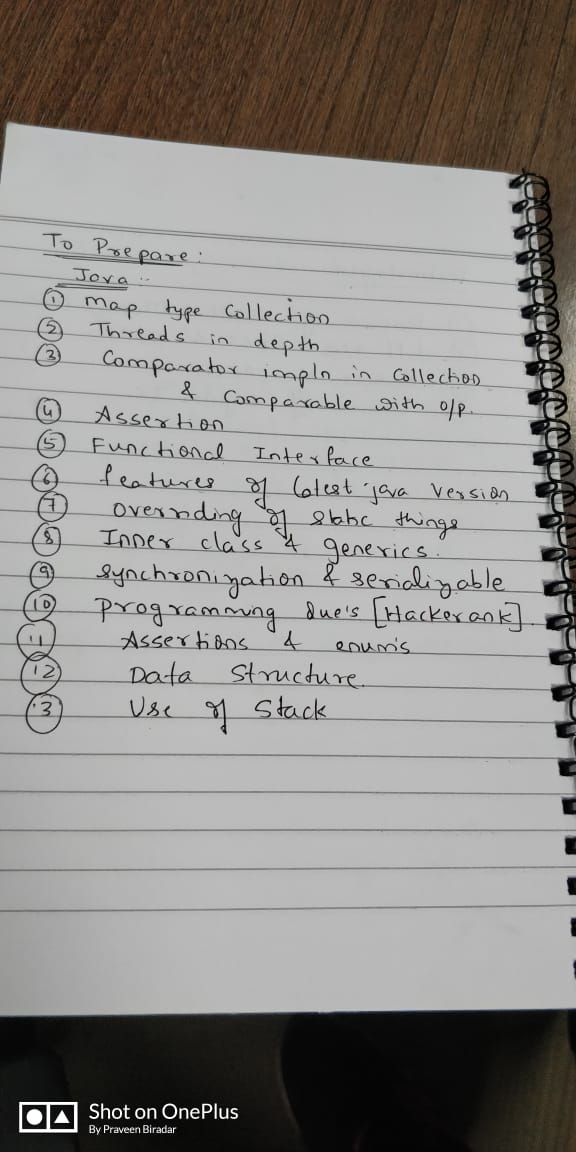 To Prepare:
Java :-
① map type collection
② Threads in depth
③ Comparator impln in Collection
& Comparable with o/p.
④ Assertion
⑤ Functional Interface
⑥ features of latest java version
⑦ overriding of static things
⑧ Inner class & generics.
⑨ synchronization & serializable
⑩ programming Que's [Hackerank].
⑪ Assertions & enum's
⑫ Data Structure.
⑬ Use of Stack
Shot on OnePlus
By Praveen Biradar